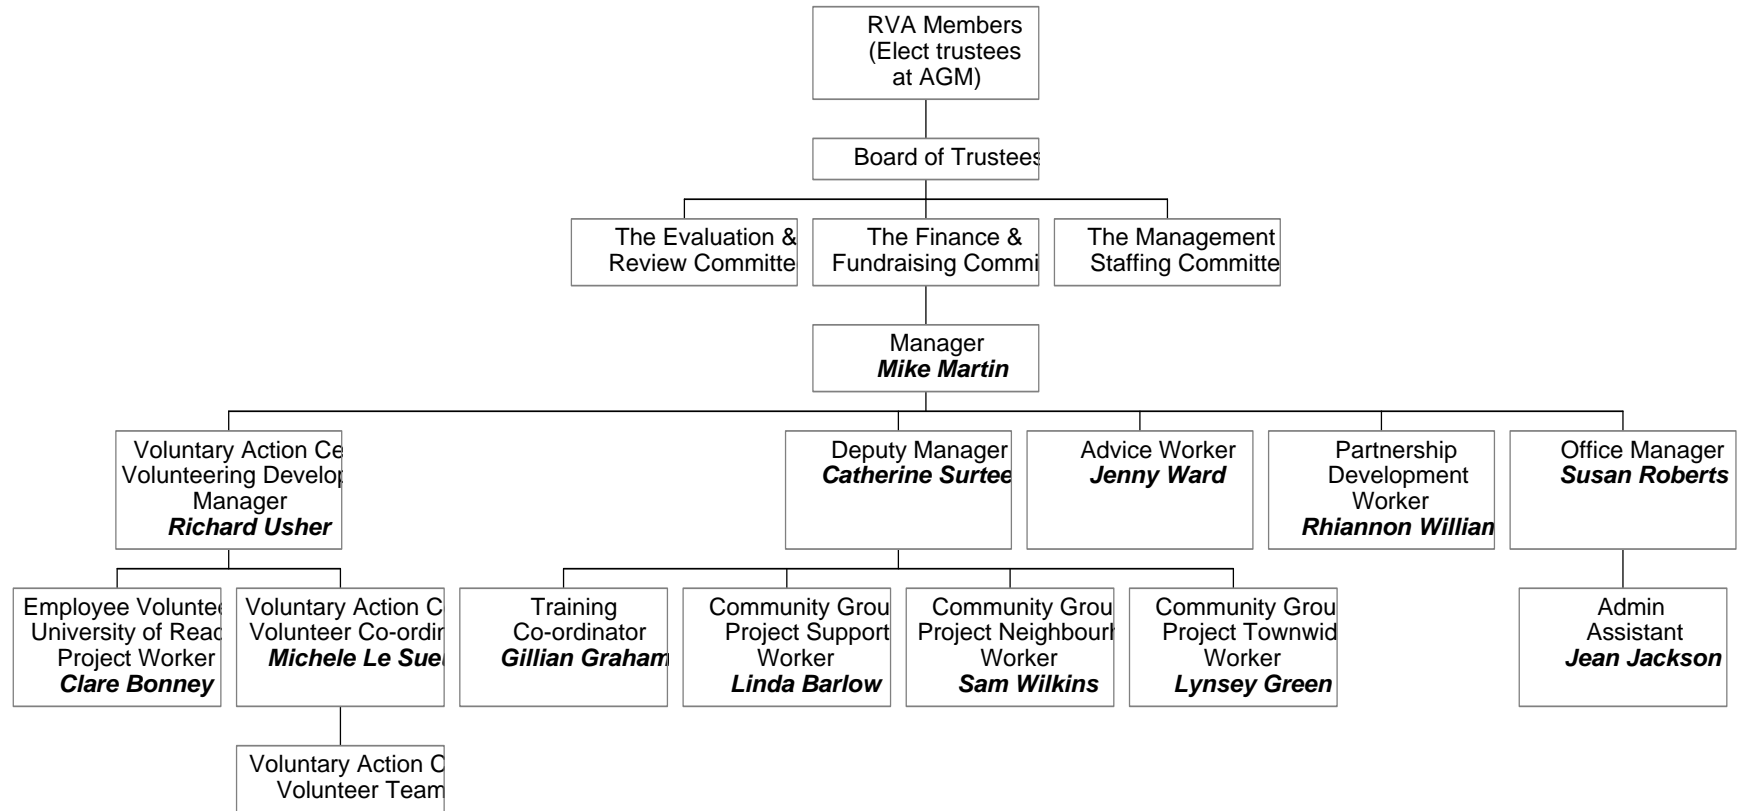 RVA Members
(Elect trustees
at AGM)
Board of Trustees
The Evaluation &
Review Committe
The Finance &
Fundraising Commi
The Management
Staffing Committe
Manager
Mike Martin
Voluntary Action Ce
Volunteering Develop
Manager
Richard Usher
Deputy Manager
Catherine Surtee
Advice Worker
Jenny Ward
Partnership
Development
Worker
Rhiannon William
Office Manager
Susan Roberts
Employee Voluntee
University of Read
Project Worker
Clare Bonney
Voluntary Action C
Volunteer Co-ordin
Michele Le Sueu
Training
Co-ordinator
Gillian Graham
Community Grou
Project Support
Worker
Linda Barlow
Community Grou
Project Neighbourh
Worker
Sam Wilkins
Community Grou
Project Townwid
Worker
Lynsey Green
Admin
Assistant
Jean Jackson
Voluntary Action C
Volunteer Team